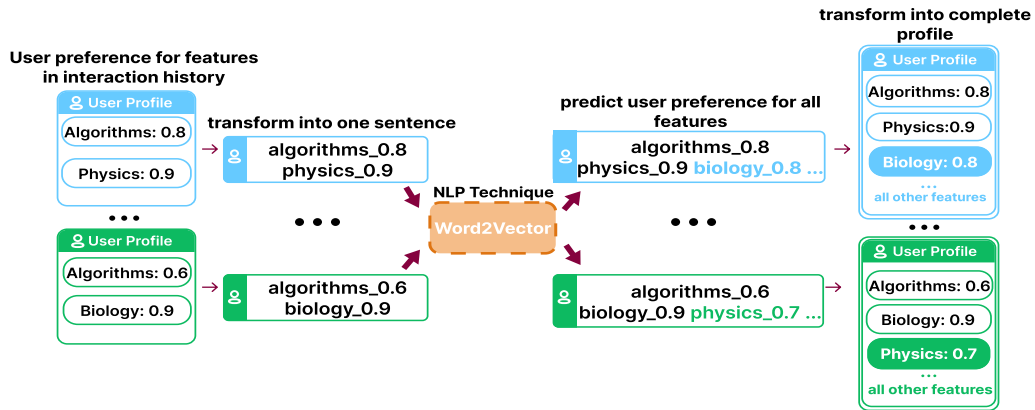 User preference for features
in interaction history
User Profile
Algorithms: 0.8
Physics: 0.9
...
User Profile
Algorithms: 0.6
Biology: 0.9
transform into one sentence
algorithms_0.8
physics_0.9
...
algorithms_0.6
biology_0.9
NLP Technique
Word2Vector
predict user preference for all
features
algorithms_0.8
physics_0.9 biology_0.8 ...
...
algorithms_0.6
biology_0.9 physics_0.7 ...
transform into complete
profile
User Profile
Algorithms: 0.8
Physics:0.9
Biology: 0.8
...
all other features
...
User Profile
Algorithms: 0.6
Biology: 0.9
Physics: 0.7
...
all other features